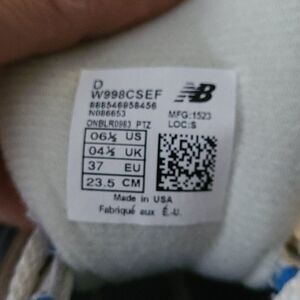 D
W998CSEF NB
888546958456
N086653 MFG:1523
ONBLR0983 PTZ LOC:S
06½ US
04½ UK
37 EU
23.5 CM
Made in USA
Fabriqué aux É.-U.